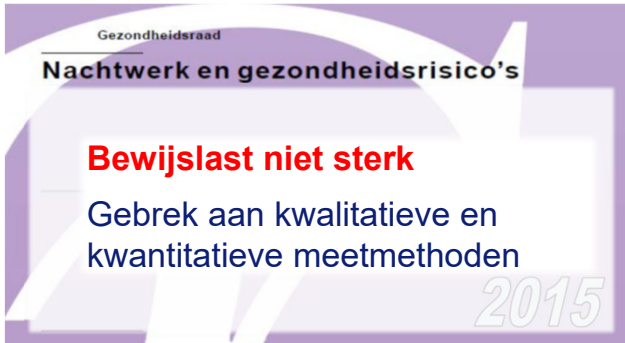 Gezondheidsraad
Nachtwerk en gezondheidsrisico's
Bewijslast niet sterk
Gebrek aan kwalitatieve en
kwantitatieve meetmethoden
2015